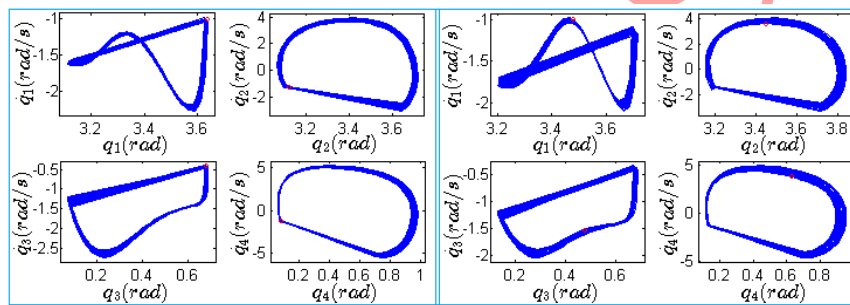 -1 -1.5 -2 3.2 3.4 3.6 q̇1(rad/s) q1(rad)
4 2 0 -2 3.2 3.4 3.6 q̇2(rad/s) q2(rad)
-1 -1.5 -2 3.2 3.4 3.6 q̇1(rad/s) q1(rad)
4 2 0 -2 3.2 3.4 3.6 3.8 q̇2(rad/s) q2(rad)
-0.5 -1 -1.5 -2 -2.5 0.2 0.4 0.6 q̇3(rad/s) q3(rad)
5 0 -5 0.2 0.4 0.6 0.8 1 q̇4(rad/s) q4(rad)
-0.5 -1 -1.5 -2 0.2 0.4 0.6 q̇3(rad/s) q3(rad)
5 0 -5 0.2 0.4 0.6 0.8 q̇4(rad/s) q4(rad)